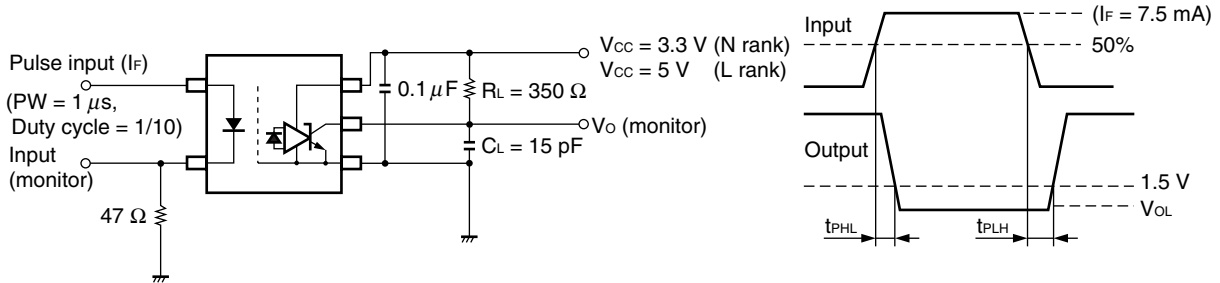 Pulse input (IF)
(PW = 1 μs,
Duty cycle = 1/10)
Input
(monitor)
47 Ω
0.1 μF
RL = 350 Ω
CL = 15 pF
VCC = 3.3 V (N rank)
VCC = 5 V (L rank)
VO (monitor)
Input
(IF = 7.5 mA)
50%
Output
1.5 V
VOL
tPHL
tPLH